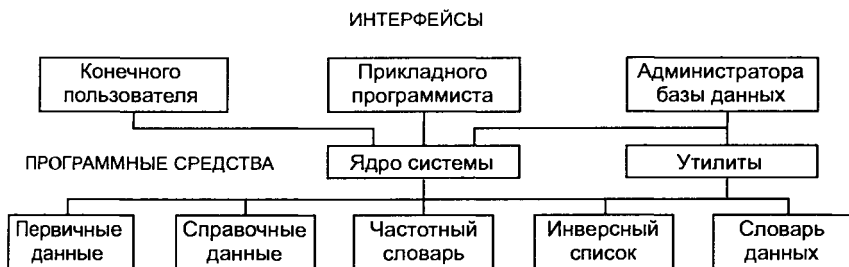 ИНТЕРФЕЙСЫ
Конечного
пользователя
Прикладного
программиста
Администратора
базы данных
ПРОГРАММНЫЕ СРЕДСТВА
Ядро системы
Утилиты
Первичные
данные
Справочные
данные
Частотный
словарь
Инверсный
список
Словарь
данных